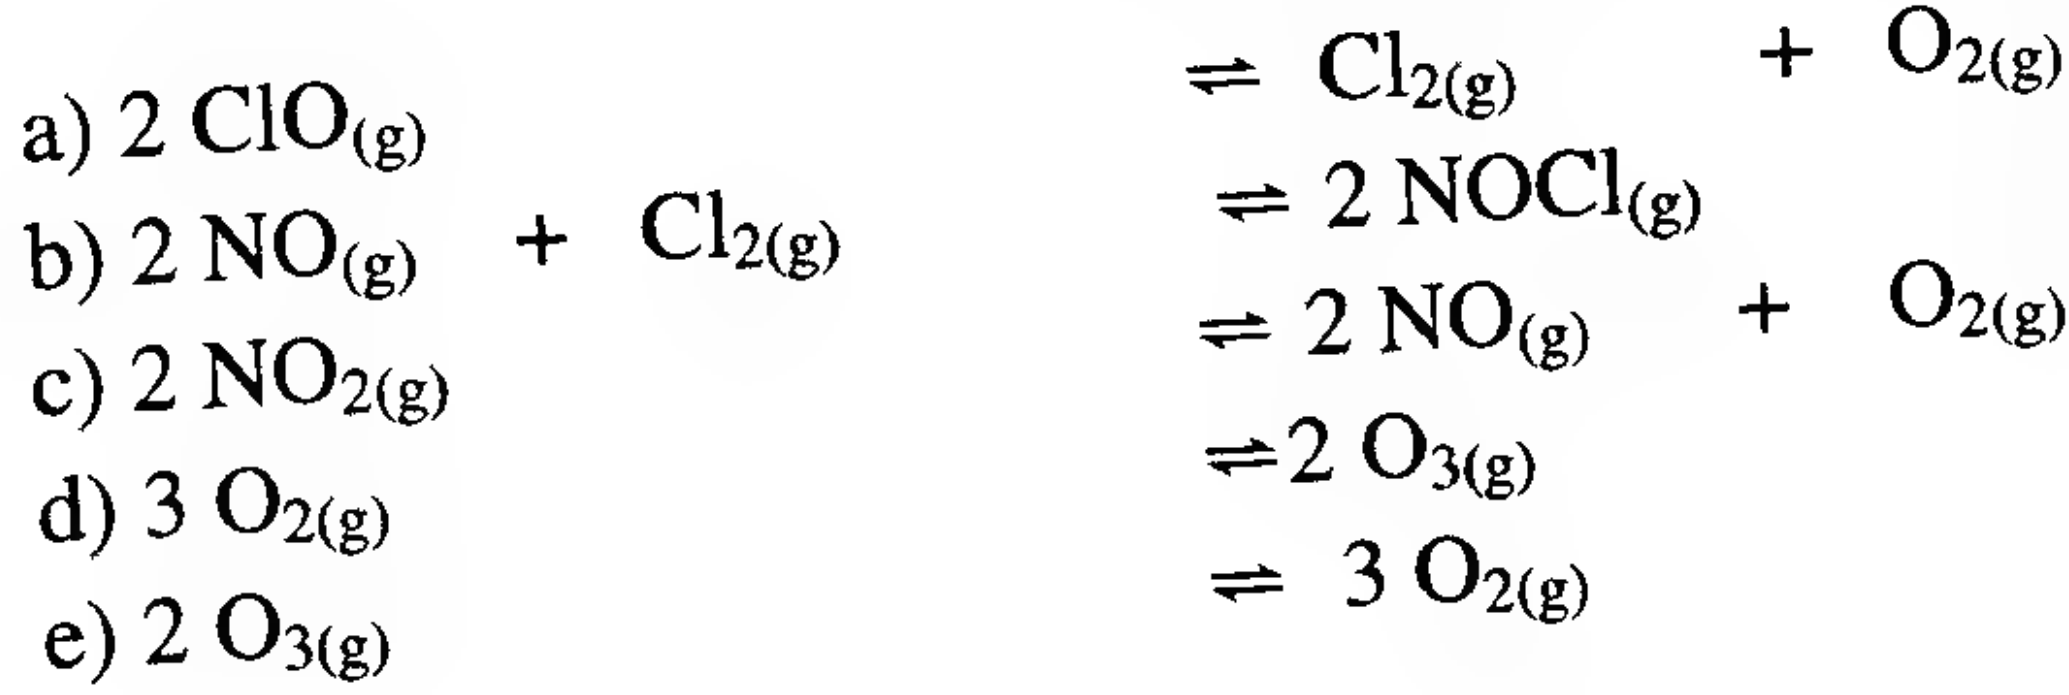 a) 2 ClO(g) ⇌ Cl2(g) + O2(g)
b) 2 NO(g) + Cl2(g) ⇌ 2 NOCl(g)
c) 2 NO2(g) ⇌ 2 NO(g) + O2(g)
d) 3 O2(g) ⇌ 2 O3(g)
e) 2 O3(g) ⇌ 3 O2(g)